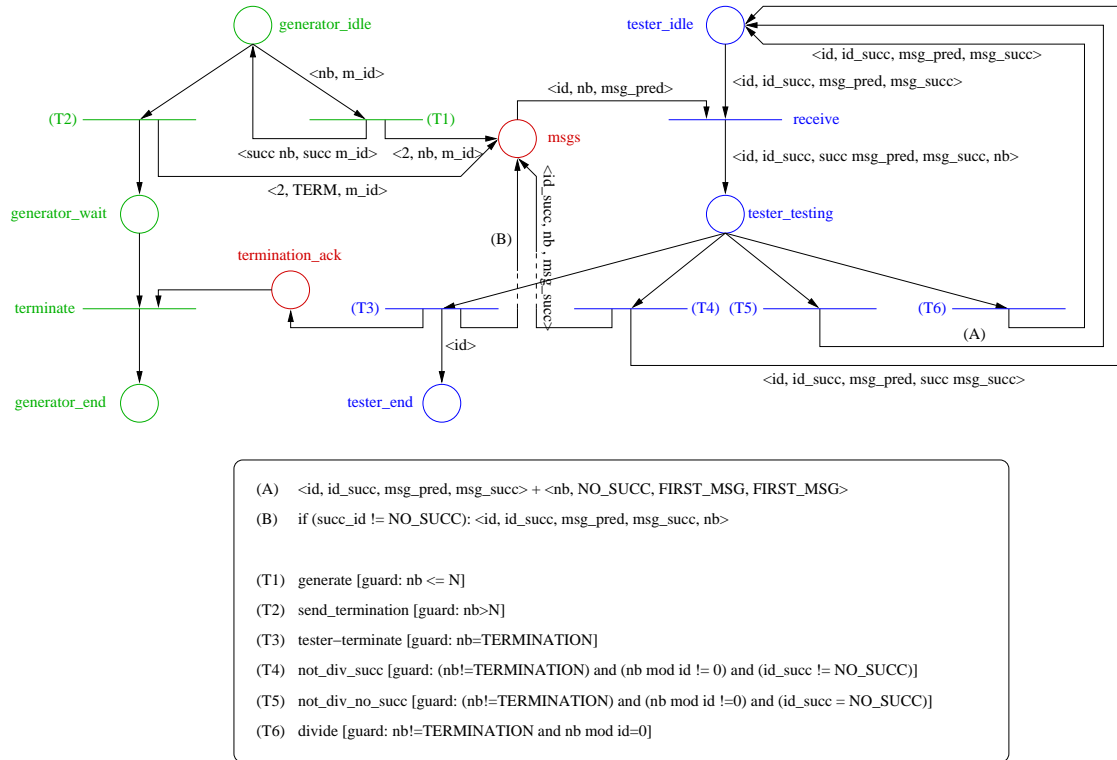 generator_idle
tester_idle
<id, id_succ, msg_pred, msg_succ>
<nb, m_id>
<id, id_succ, msg_pred, msg_succ>
<id, nb, msg_pred>
(T2)
(T1)
receive
msgs
<succ nb, succ m_id>
<2, nb, m_id>
<id, id_succ, succ msg_pred, msg_succ, nb>
<2, TERM, m_id>
<id_succ, nb , msg_succ>
generator_wait
tester_testing
(B)
termination_ack
terminate
(T3)
(T4)
(T5)
(T6)
(A)
<id>
<id, id_succ, msg_pred, succ msg_succ>
generator_end
tester_end
(A) <id, id_succ, msg_pred, msg_succ> + <nb, NO_SUCC, FIRST_MSG, FIRST_MSG>
(B) if (succ_id != NO_SUCC): <id, id_succ, msg_pred, msg_succ, nb>
(T1) generate [guard: nb <= N]
(T2) send_termination [guard: nb>N]
(T3) tester−terminate [guard: nb=TERMINATION]
(T4) not_div_succ [guard: (nb!=TERMINATION) and (nb mod id != 0) and (id_succ != NO_SUCC)]
(T5) not_div_no_succ [guard: (nb!=TERMINATION) and (nb mod id !=0) and (id_succ = NO_SUCC)]
(T6) divide [guard: nb!=TERMINATION and nb mod id=0]